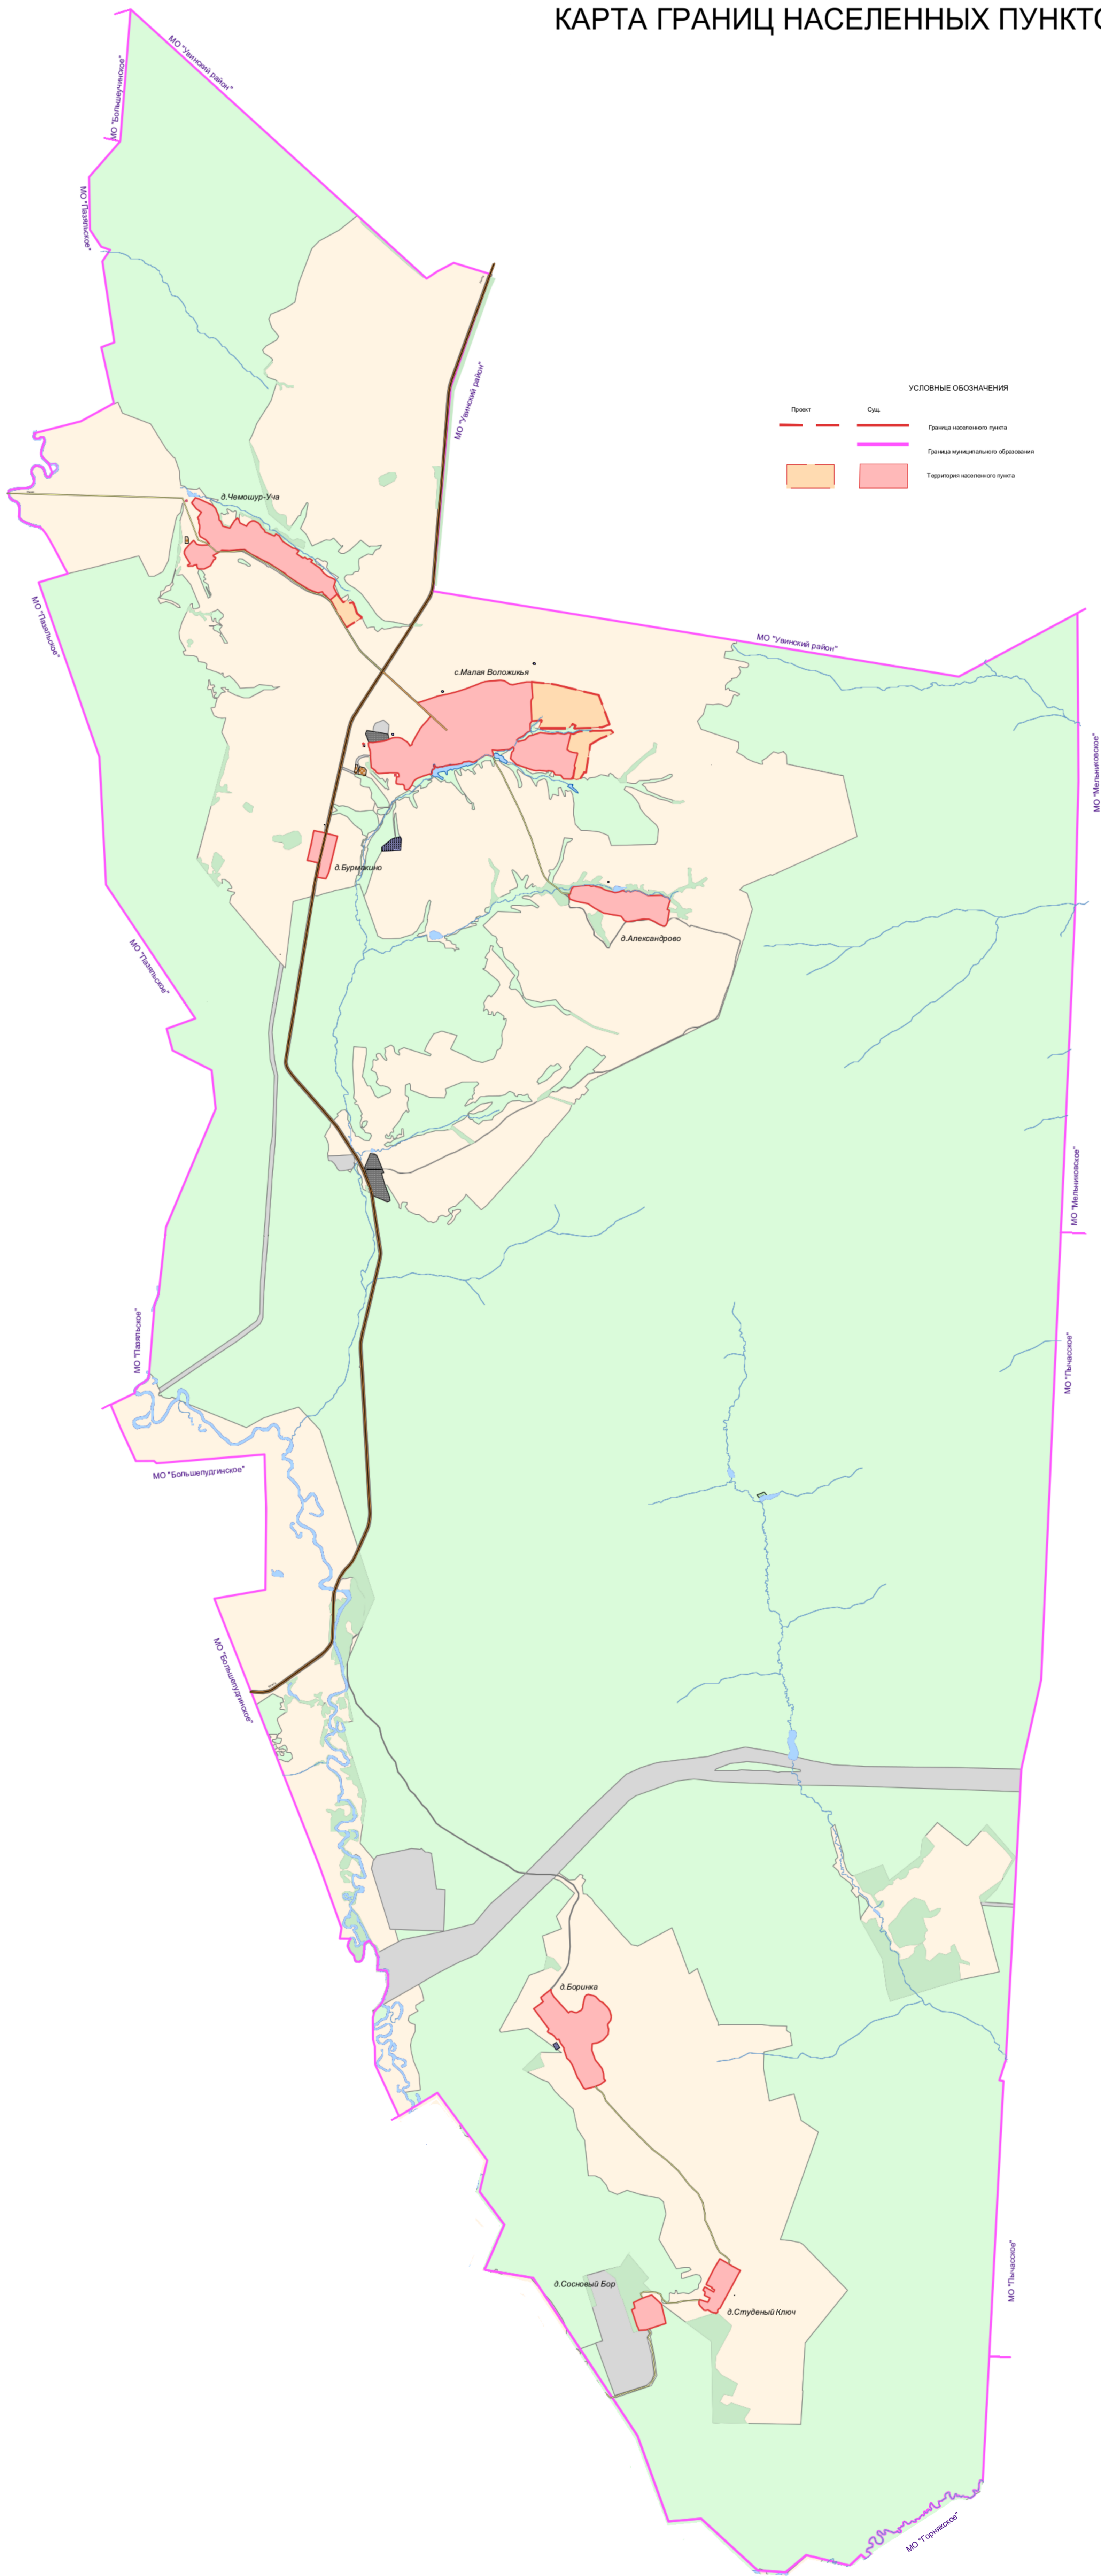 КАРТА ГРАНИЦ НАСЕЛЕННЫХ ПУНКТО
МО "Увинский район"
МО "Большеучинское"
МО "Пазяльское"
МО "Увинский район"
УСЛОВНЫЕ ОБОЗНАЧЕНИЯ
Проект
Сущ.
Граница населенного пункта
Граница муниципального образования
Территория населенного пункта
д.Чемошур-Уча
МО "Пазяльское"
МО "Увинский район"
с.Малая Воложикья
МО "Мельниковское"
д.Бурмакино
д.Александрово
МО "Пазяльское"
МО "Мельниковское"
МО "Пазяльское"
МО "Пычасское"
МО "Большепудгинское"
МО "Большепудгинское"
д.Боринка
МО "Пычасское"
д.Сосновый Бор
д.Студеный Ключ
МО "Горнякское"